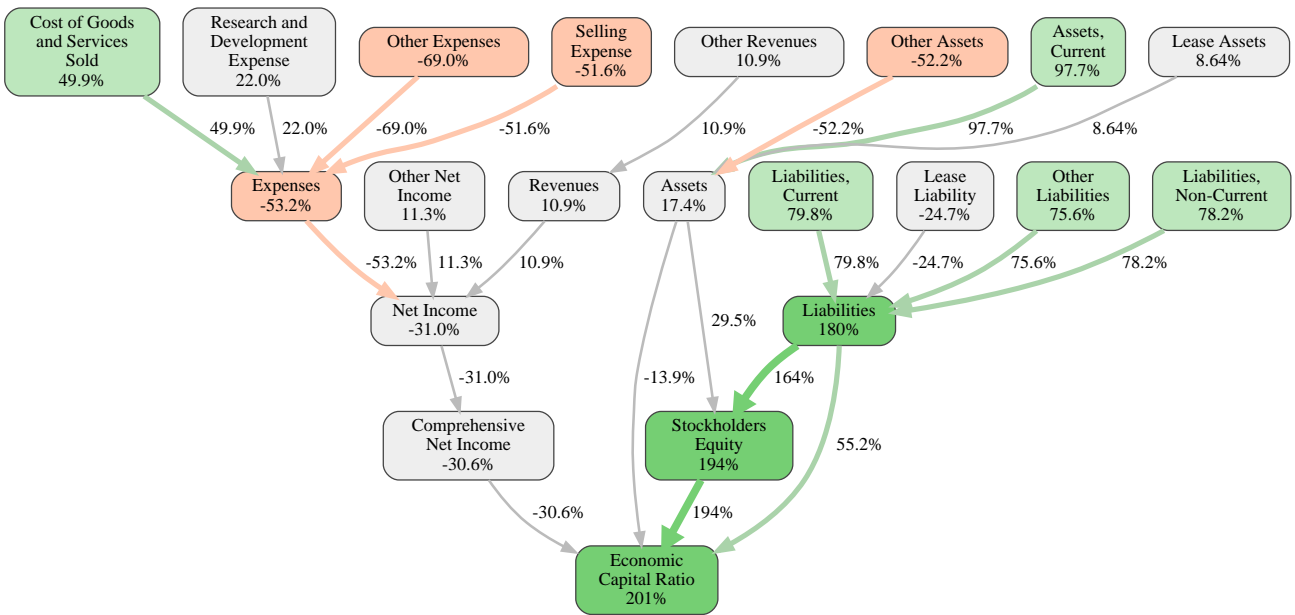 Cost of Goods
and Services
Sold
49.9%
Research and
Development
Expense
22.0%
Other Expenses
-69.0%
Selling
Expense
-51.6%
Other Revenues
10.9%
Other Assets
-52.2%
Assets,
Current
97.7%
Lease Assets
8.64%
49.9%
22.0%
-69.0%
-51.6%
10.9%
-52.2%
97.7%
8.64%
Expenses
-53.2%
Other Net
Income
11.3%
Revenues
10.9%
Assets
17.4%
Liabilities,
Current
79.8%
Lease
Liability
-24.7%
Other
Liabilities
75.6%
Liabilities,
Non-Current
78.2%
-53.2%
11.3%
10.9%
79.8%
-24.7%
75.6%
78.2%
Net Income
-31.0%
29.5%
Liabilities
180%
-31.0%
-13.9%
164%
Comprehensive
Net Income
-30.6%
Stockholders
Equity
194%
55.2%
-30.6%
194%
Economic
Capital Ratio
201%